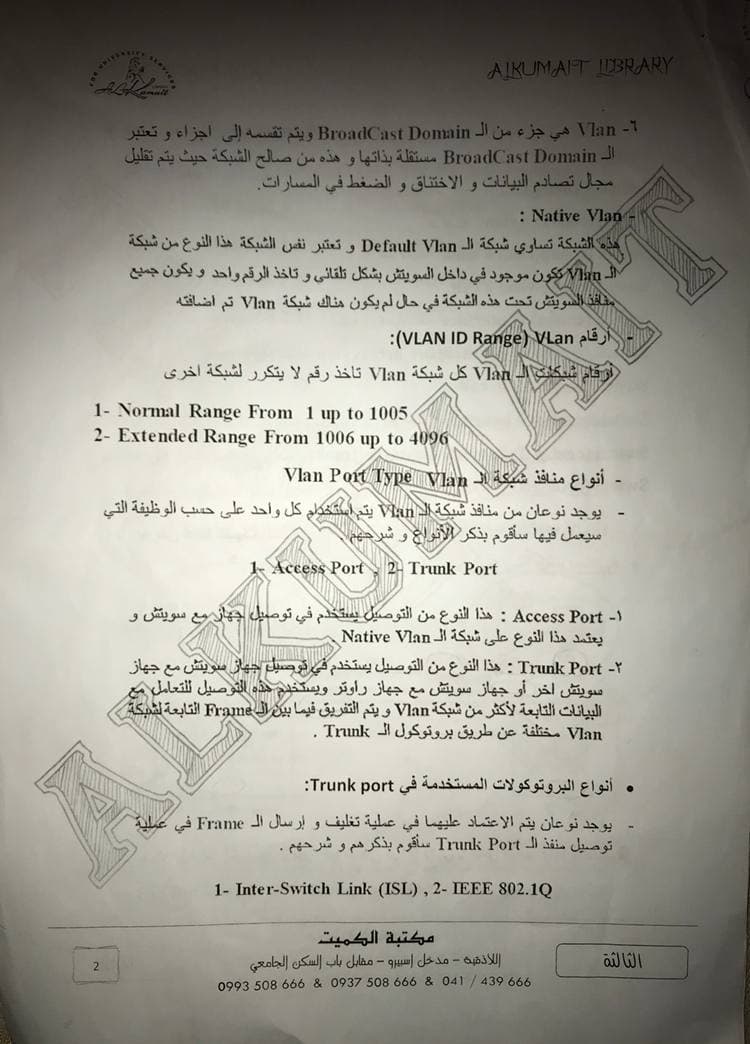 FOR UNIVERSITY SERVICES
AL Kumait
ALKUMAIT LIBRARY
٦- Vlan هي جزء من الـ BroadCast Domain ويتم تقسمه إلى اجزاء و تعتبر
الـ BroadCast Domain مستقلة بذاتها و هذه من صالح الشبكة حيث يتم تقليل
مجال تصادم البيانات و الاختناق و الضغط في المسارات.
- Native Vlan :
هذه الشبكة تساوي شبكة الـ Default Vlan و تعتبر نفس الشبكة هذا النوع من شبكة
الـ Vlan تكون موجود في داخل السويتش بشكل تلقائى و تاخذ الرقم واحد و يكون جميع
منافذ السويتش تحت هذه الشبكة في حال لم يكون هناك شبكة Vlan تم اضافته
- أرقام VLan (VLAN ID Range):
أرقام شبكات الـ Vlan كل شبكة Vlan تاخذ رقم لا يتكرر لشبكة اخرى
1- Normal Range From 1 up to 1005
2- Extended Range From 1006 up to 4096
- أنواع منافذ شبكة الـ Vlan Vlan Port Type
- يوجد نوعان من منافذ شبكة الـ Vlan يتم استخدام كل واحد على حسب الوظيفة التي
سيعمل فيها سأقوم بذكر الأنواع و شرحهم .
1- Access Port , 2- Trunk Port
١- Access Port : هذا النوع من التوصيل يستخدم في توصيل جهاز مع سويتش و
يعتمد هذا النوع على شبكة الـ Native Vlan .
٢- Trunk Port : هذا النوع من التوصيل يستخدم في توصيل جهاز سويتش مع جهاز
سويتش اخر أو جهاز سويتش مع جهاز راوتر ويستخدم هذه التوصيل للتعامل مع
البيانات التابعة لأكثر من شبكة Vlan و يتم التفريق فيما بين الـ Frame التابعة لشبكة
Vlan مختلفة عن طريق بروتوكول الـ Trunk .
• أنواع البروتوكولات المستخدمة في Trunk port:
- يوجد نوعان يتم الاعتماد عليهما في عملية تغليف و إرسال الـ Frame في عملية
توصيل منفذ الـ Trunk Port سأقوم بذكرهم و شرحهم .
1- Inter-Switch Link (ISL) , 2- IEEE 802.1Q
ALKUMAIT
مكتبة الكميت
اللاذقية – مدخل إسبيرو – مقابل باب السكن الجامعي
0993 508 666 & 0937 508 666 & 041 / 439 666
الثالثة
2